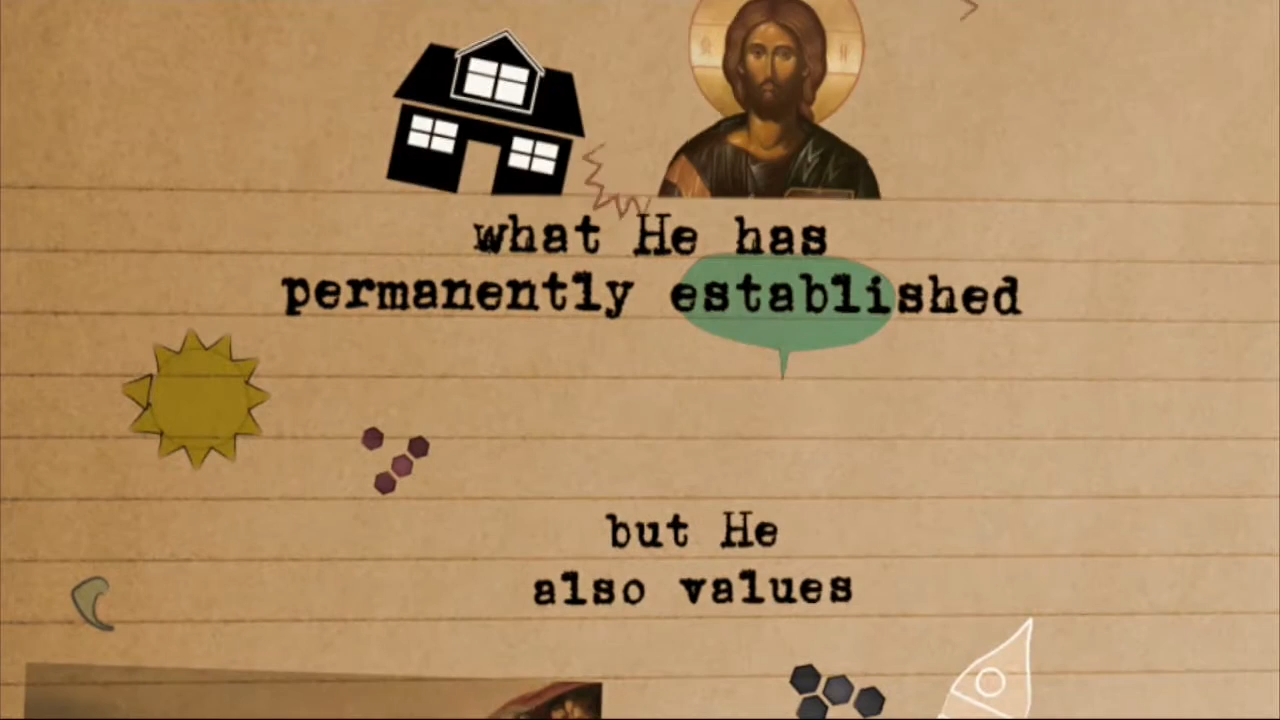 what He has
permanently established
but He
also values